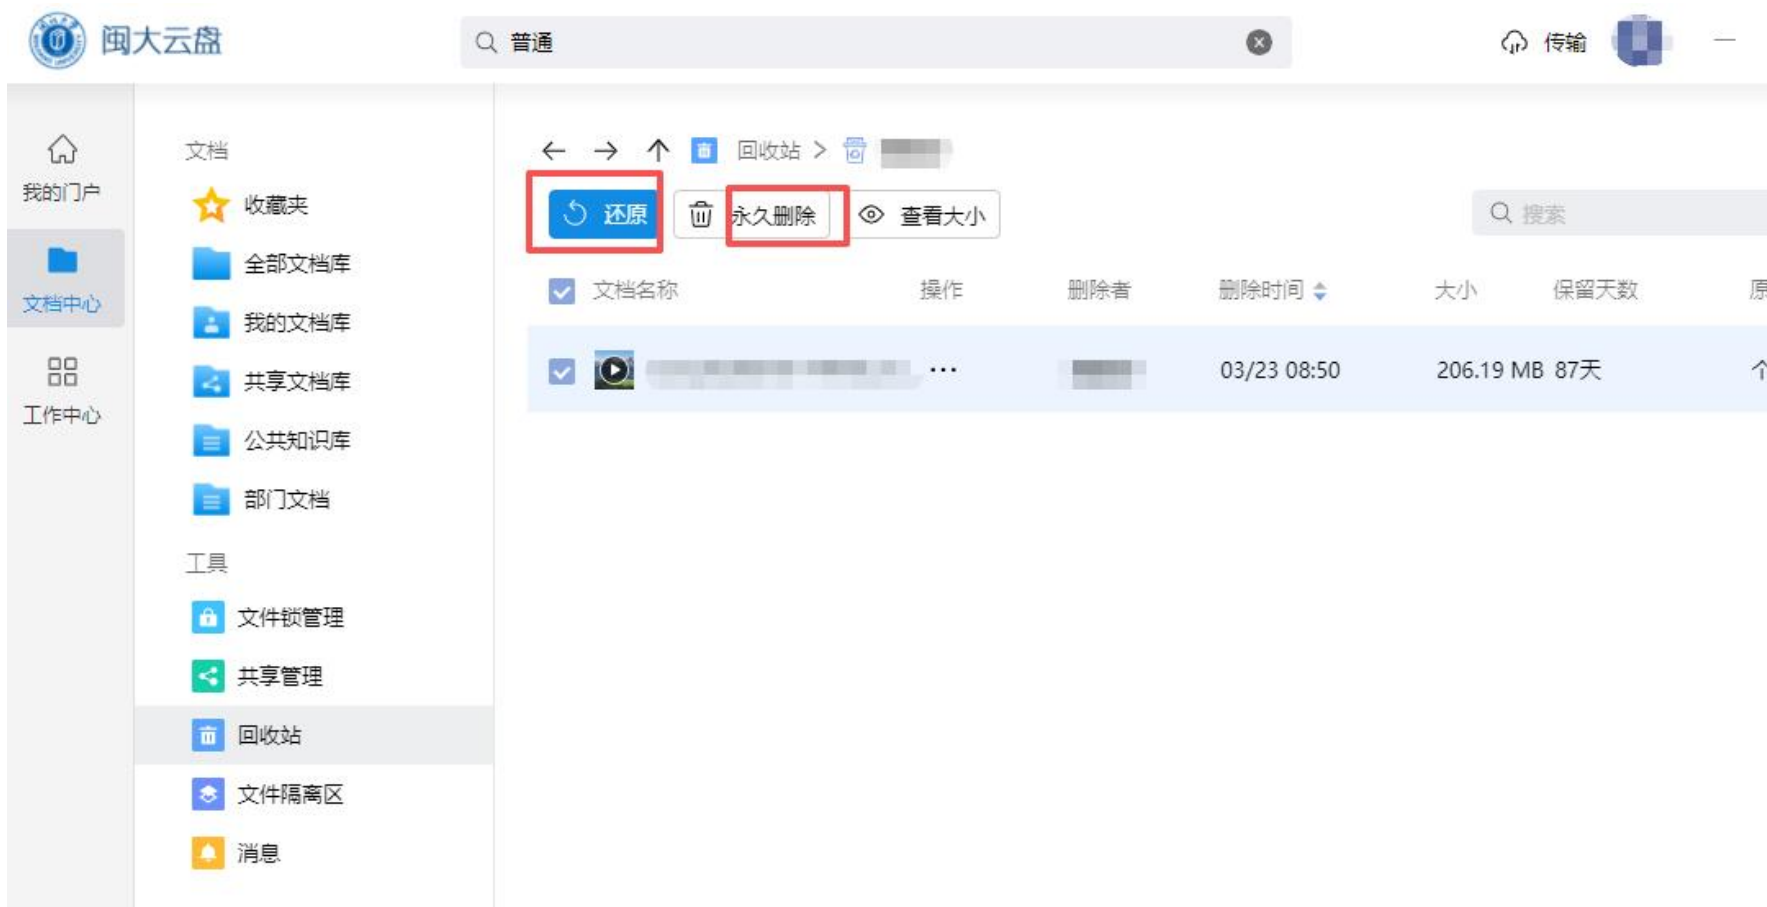 闽大云盘
普通
传输
我的门户
文档中心
工作中心
文档
收藏夹
全部文档库
我的文档库
共享文档库
公共知识库
部门文档
工具
文件锁管理
共享管理
回收站
文件隔离区
消息
回收站 >
还原 永久删除 查看大小
搜索
文档名称 操作 删除者 删除时间 大小 保留天数 原
... 03/23 08:50 206.19 MB 87天 个